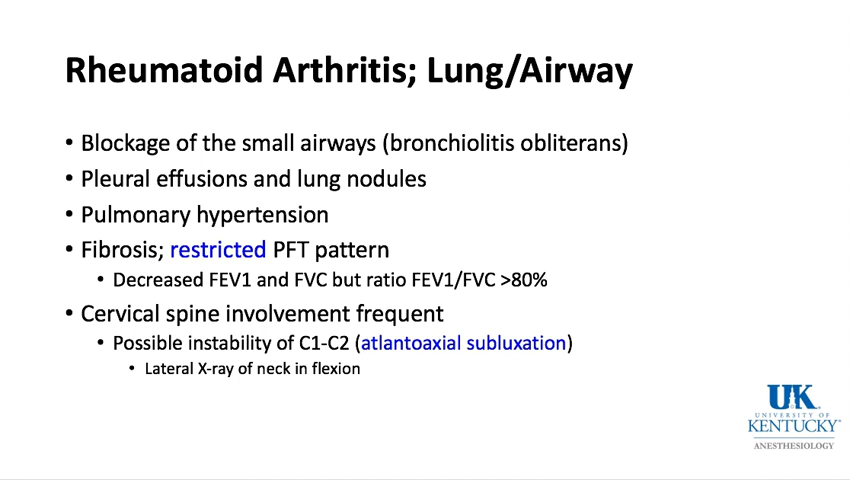 Rheumatoid Arthritis; Lung/Airway
• Blockage of the small airways (bronchiolitis obliterans)
• Pleural effusions and lung nodules
• Pulmonary hypertension
• Fibrosis; restricted PFT pattern
• Decreased FEV1 and FVC but ratio FEV1/FVC >80%
• Cervical spine involvement frequent
• Possible instability of C1-C2 (atlantoaxial subluxation)
• Lateral X-ray of neck in flexion
UK
UNIVERSITY OF
KENTUCKY
ANESTHESIOLOGY